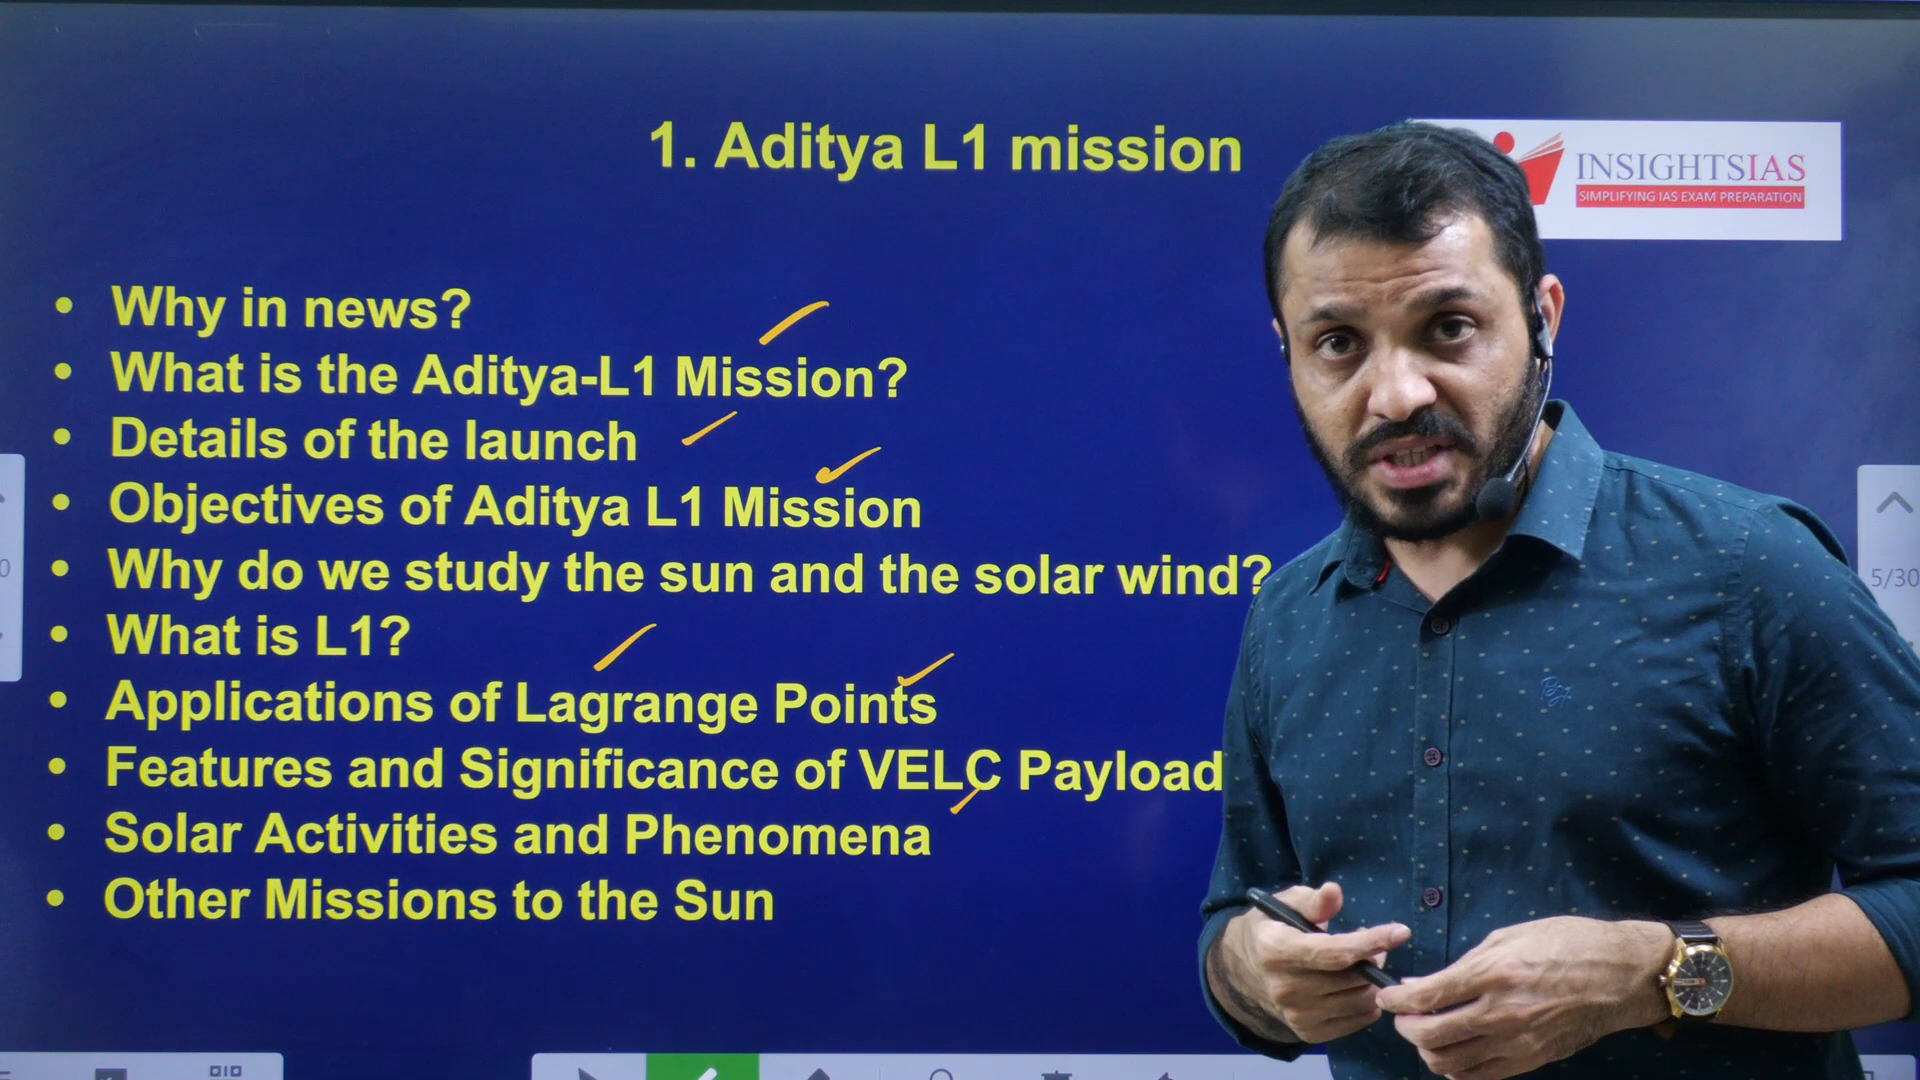 1. Aditya L1 mission
INSIGHTSIAS
SIMPLIFYING IAS EXAM PREPARATION
• Why in news?
• What is the Aditya-L1 Mission?
• Details of the launch
• Objectives of Aditya L1 Mission
• Why do we study the sun and the solar wind?
• What is L1?
• Applications of Lagrange Points
• Features and Significance of VELC Payload
• Solar Activities and Phenomena
• Other Missions to the Sun
5/30